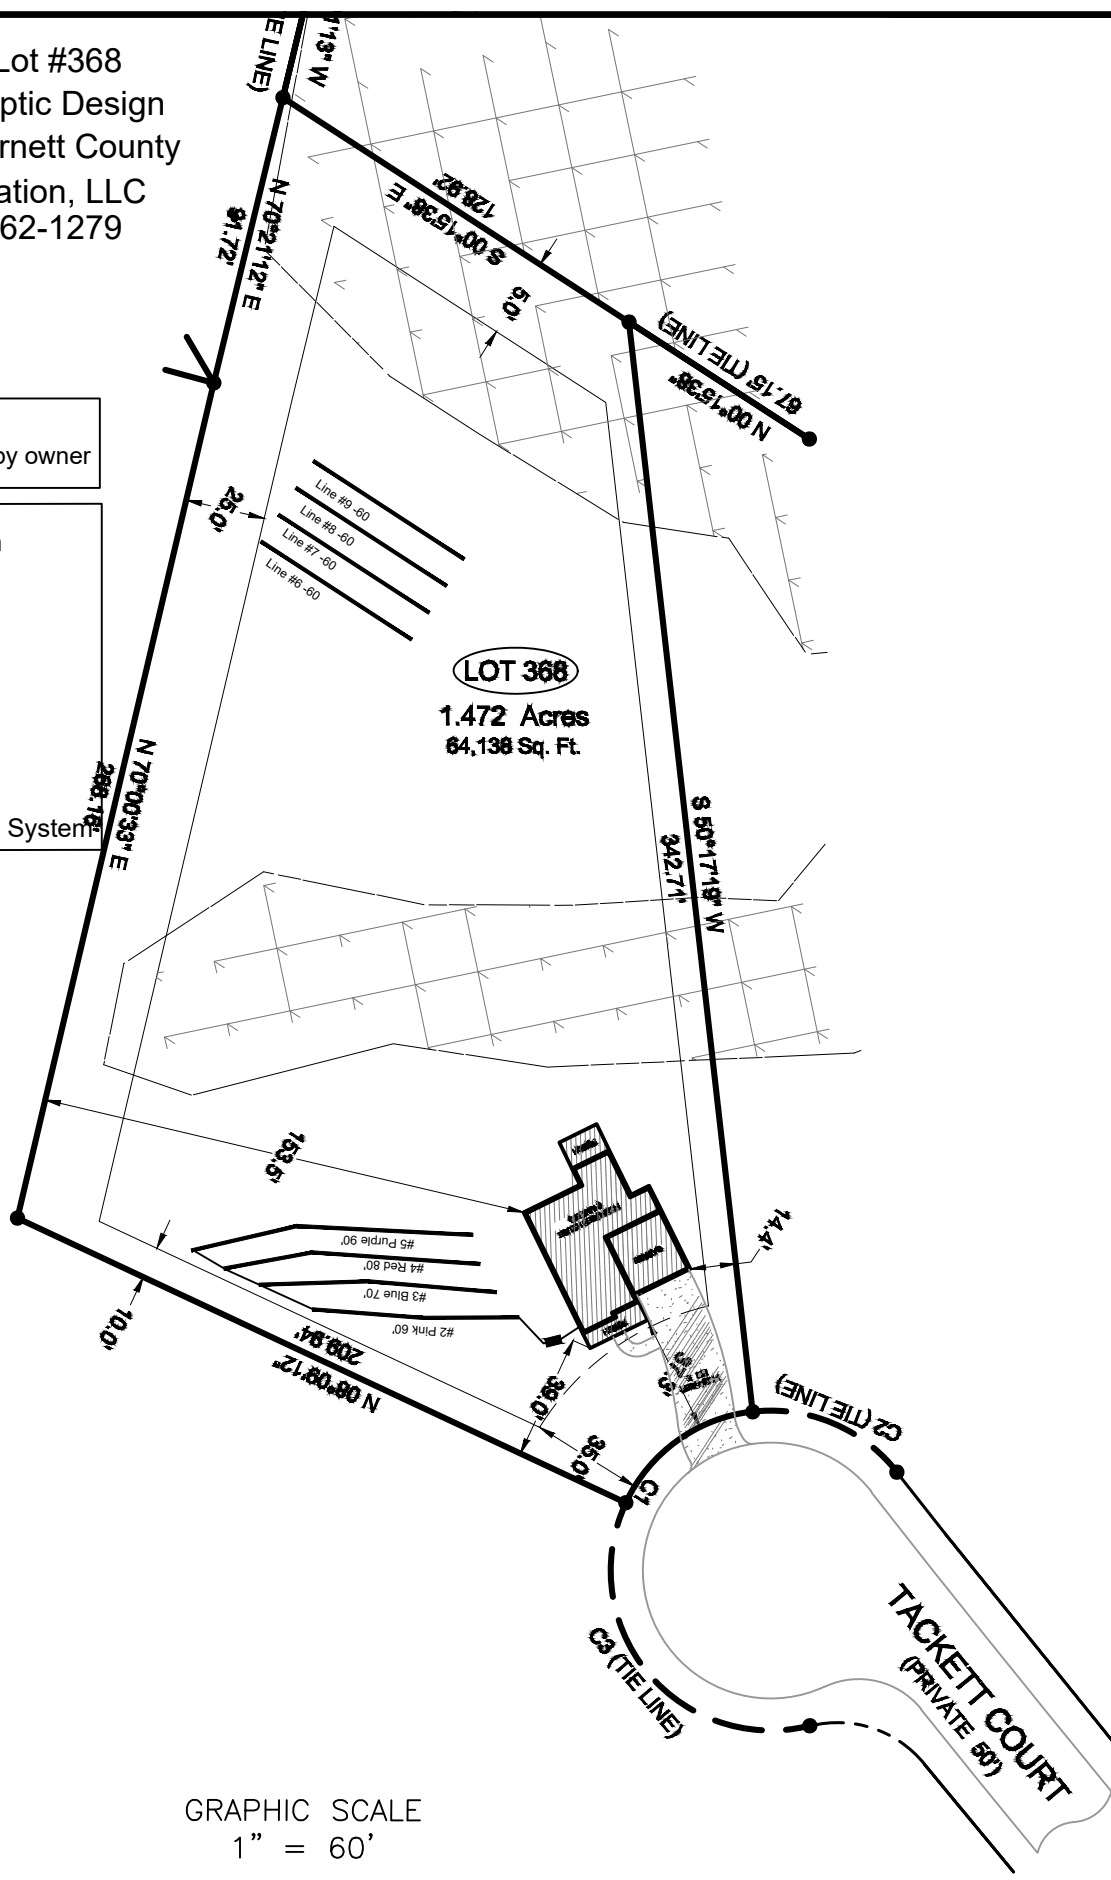 Lot #368
ptic Design
rnett County
ation, LLC
62-1279
TIE LINE)
1'13" W
N 70°21'12" E
91.72'
128.92'
S 00°15'38" E
5.0'
67.15' (TIE LINE)
N 00°15'38"
by owner
System
25.0'
Line #9 -60
Line #8 -60
Line #7 -60
Line #6 -60
LOT 368
1.472 Acres
64,138 Sq. Ft.
N 70°00'33" E
268.16'
S 50°17'19" W
342.71'
153.5'
14.4'
#5 Purple 90'
#4 Red 80'
#3 Blue 70'
#2 Pink 60'
10.0'
209.94'
N 08°09'12"
39.0'
35.0'
C1
C2 (TIE LINE)
C3 (TIE LINE)
TACKETT COURT
(PRIVATE 50')
GRAPHIC SCALE
1" = 60'